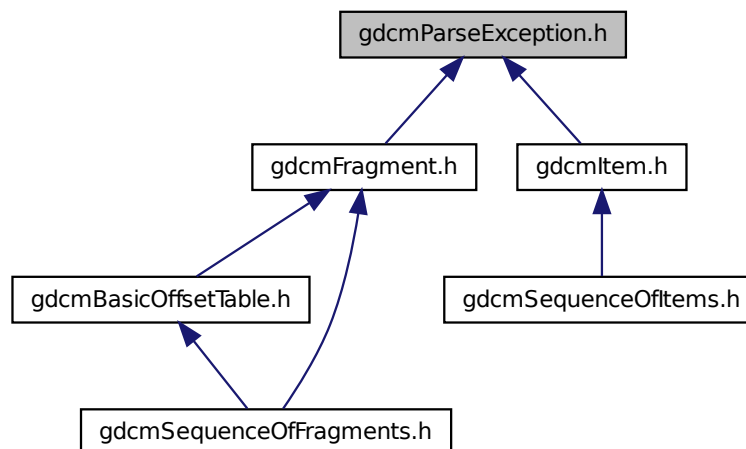 gdcmParseException.h
gdcmFragment.h
gdcmItem.h
gdcmBasicOffsetTable.h
gdcmSequenceOfItems.h
gdcmSequenceOfFragments.h